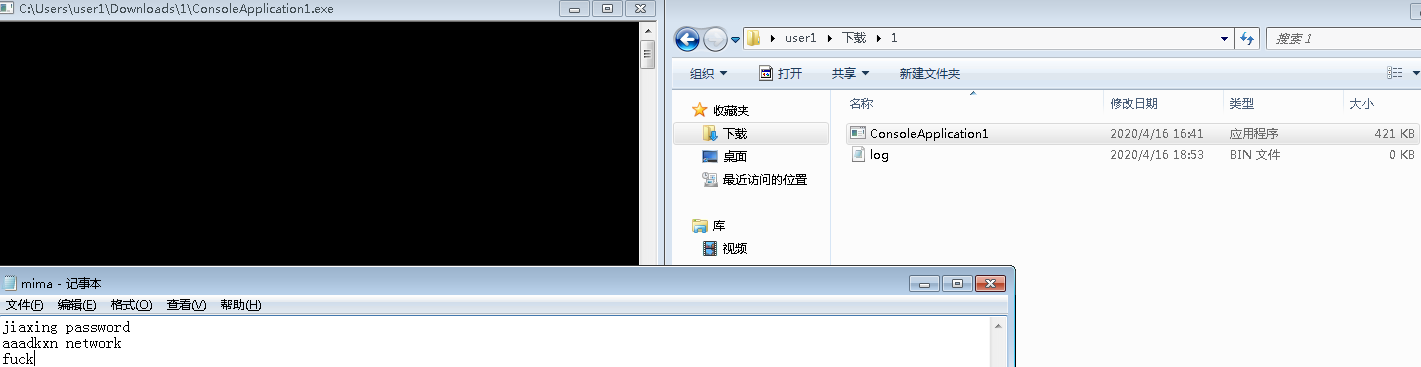 C:\Users\user1\Downloads\1\ConsoleApplication1.exe
user1 下载 1
搜索 1
组织 打开 共享 新建文件夹
名称 修改日期 类型 大小
收藏夹
下载
桌面
最近访问的位置
库
视频
ConsoleApplication1 2020/4/16 16:41 应用程序 421 KB
log 2020/4/16 18:53 BIN 文件 0 KB
mima - 记事本
文件(F) 编辑(E) 格式(O) 查看(V) 帮助(H)
jiaxing password
aaadkxn network
fuck